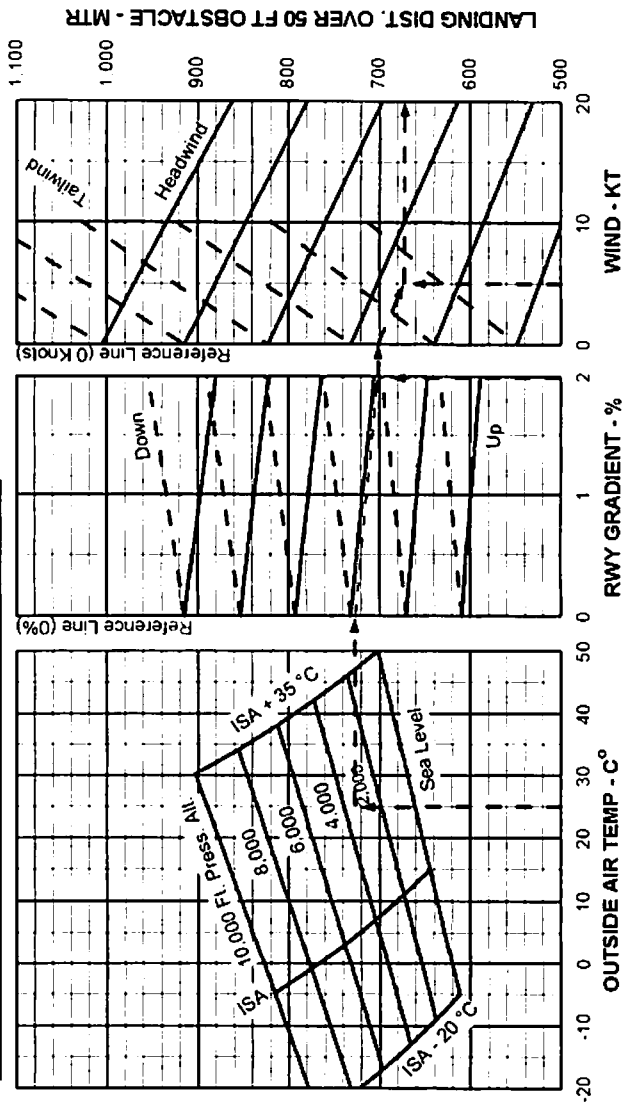 LANDING DIST. OVER 50 FT OBSTACLE - MTR
1.100
1.000
900
800
700
600
500
Tailwind
Headwind
Reference Line (0 Knots)
0
10
20
WIND - KT
Down
Up
Reference Line (0%)
0
1
2
RWY GRADIENT - %
ISA + 35 °C
10.000 Ft. Press. Alt.
8.000
6.000
4.000
2.000
Sea Level
ISA
ISA - 20 °C
-20
-10
0
10
20
30
40
50
OUTSIDE AIR TEMP - C°